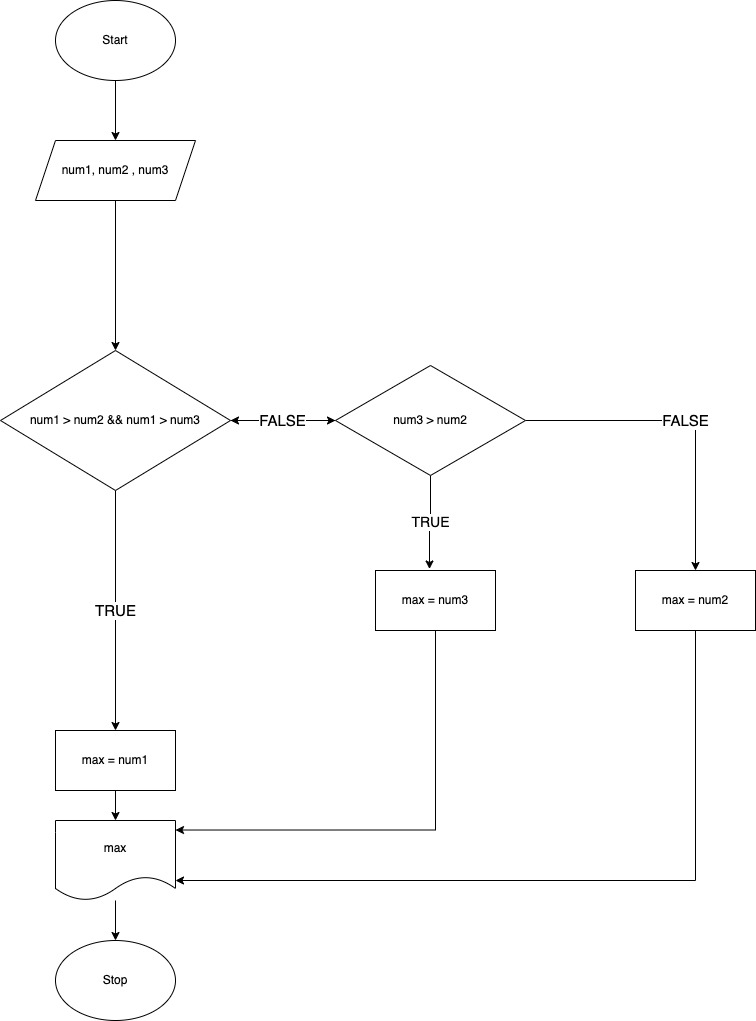 Start
num1, num2 , num3
num1 > num2 && num1 > num3
FALSE
num3 > num2
FALSE
TRUE
max = num3
max = num2
TRUE
max = num1
max
Stop